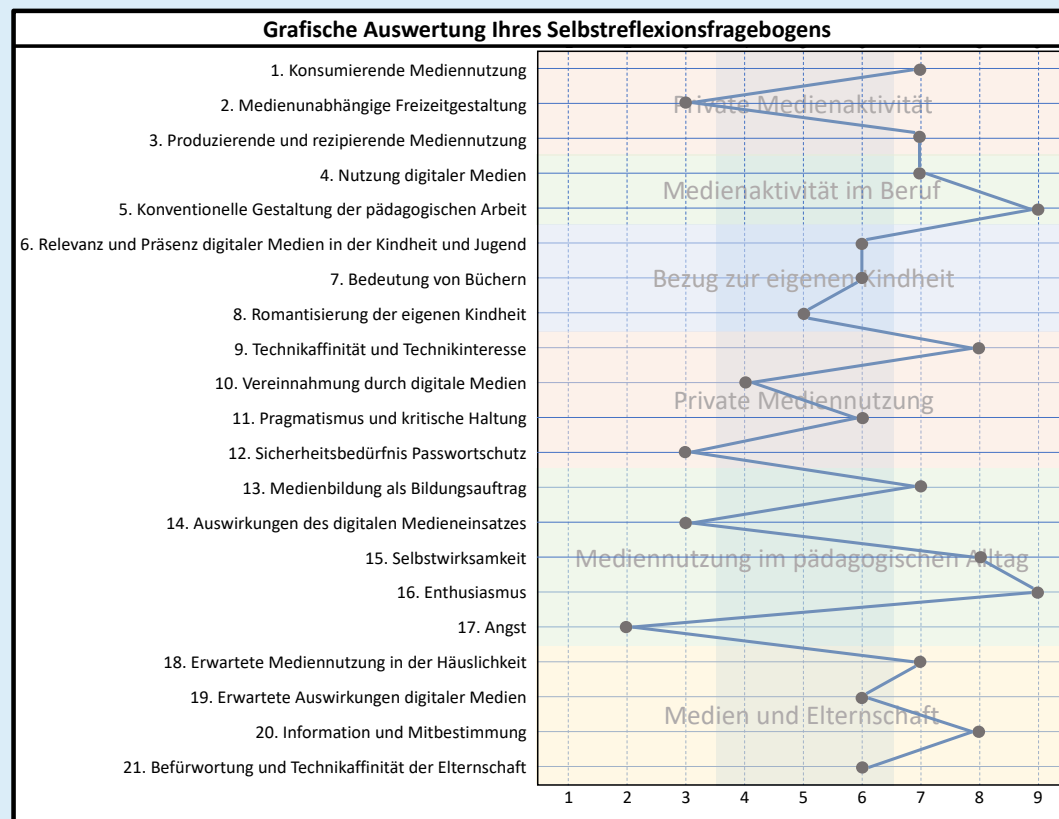 Grafische Auswertung Ihres Selbstreflexionsfragebogens
1. Konsumierende Mediennutzung
2. Medienunabhängige Freizeitgestaltung
Private Medienaktivität
3. Produzierende und rezipierende Mediennutzung
4. Nutzung digitaler Medien
Medienaktivität im Beruf
5. Konventionelle Gestaltung der pädagogischen Arbeit
6. Relevanz und Präsenz digitaler Medien in der Kindheit und Jugend
7. Bedeutung von Büchern
Bezug zur eigenen Kindheit
8. Romantisierung der eigenen Kindheit
9. Technikaffinität und Technikinteresse
10. Vereinnahmung durch digitale Medien
Private Mediennutzung
11. Pragmatismus und kritische Haltung
12. Sicherheitsbedürfnis Passwortschutz
13. Medienbildung als Bildungsauftrag
14. Auswirkungen des digitalen Medieneinsatzes
15. Selbstwirksamkeit
Mediennutzung im pädagogischen Alltag
16. Enthusiasmus
17. Angst
18. Erwartete Mediennutzung in der Häuslichkeit
19. Erwartete Auswirkungen digitaler Medien
Medien und Elternschaft
20. Information und Mitbestimmung
21. Befürwortung und Technikaffinität der Elternschaft
1 2 3 4 5 6 7 8 9